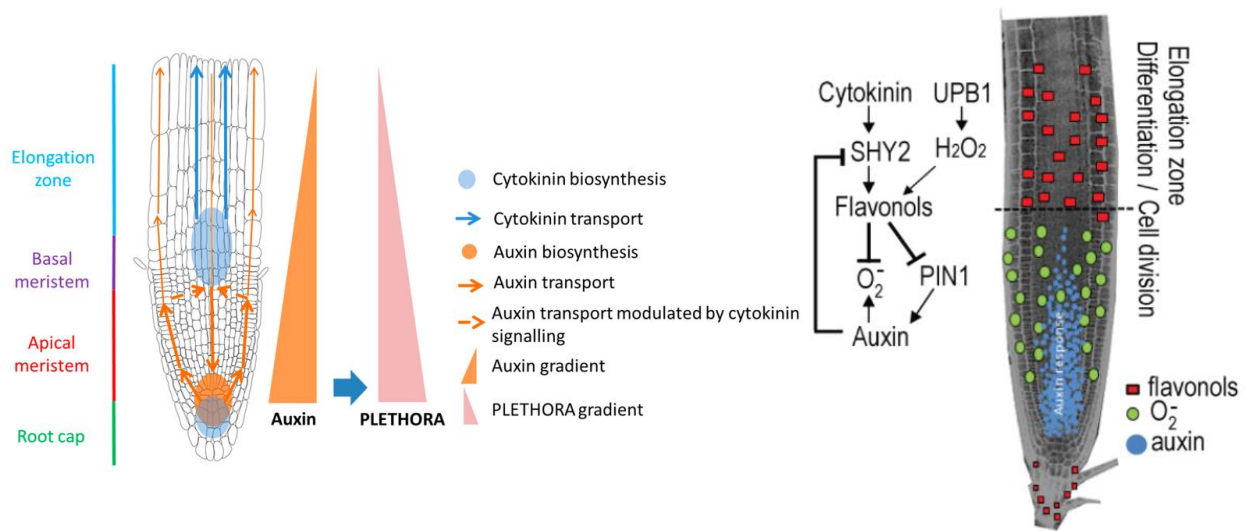 Elongation
zone
Basal
meristem
Apical
meristem
Root cap
Auxin
PLETHORA
Cytokinin biosynthesis
Cytokinin transport
Auxin biosynthesis
Auxin transport
Auxin transport modulated by cytokinin
signalling
Auxin gradient
PLETHORA gradient
Cytokinin
UPB1
SHY2
H₂O₂
Flavonols
O₂⁻
PIN1
Auxin
Auxin response
Elongation zone
Differentiation / Cell division
flavonols
O₂⁻
auxin